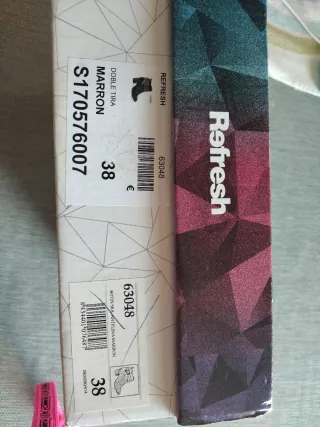 REFRESH
63048
DOBLE TIRA
MARRON
38
€
S170576007
Refresh
63048
38